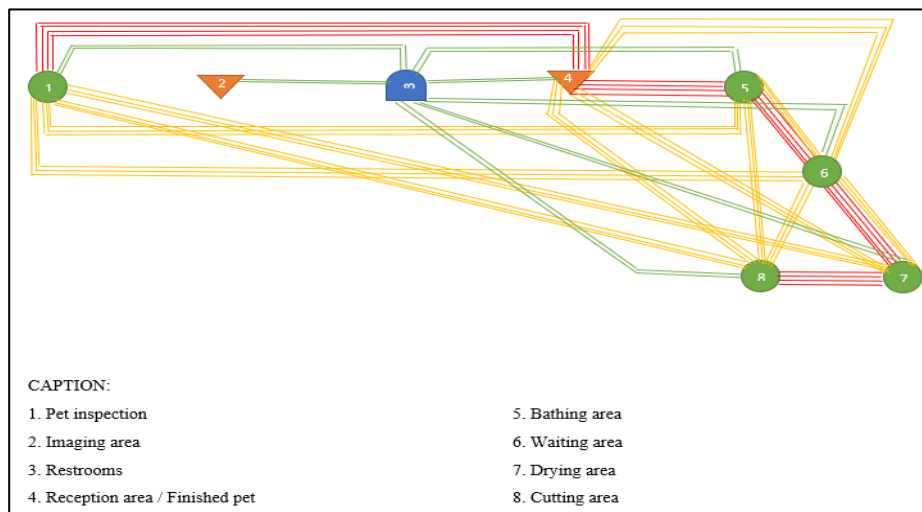 1
2
3
4
5
6
7
8
CAPTION:
1. Pet inspection
2. Imaging area
3. Restrooms
4. Reception area / Finished pet
5. Bathing area
6. Waiting area
7. Drying area
8. Cutting area